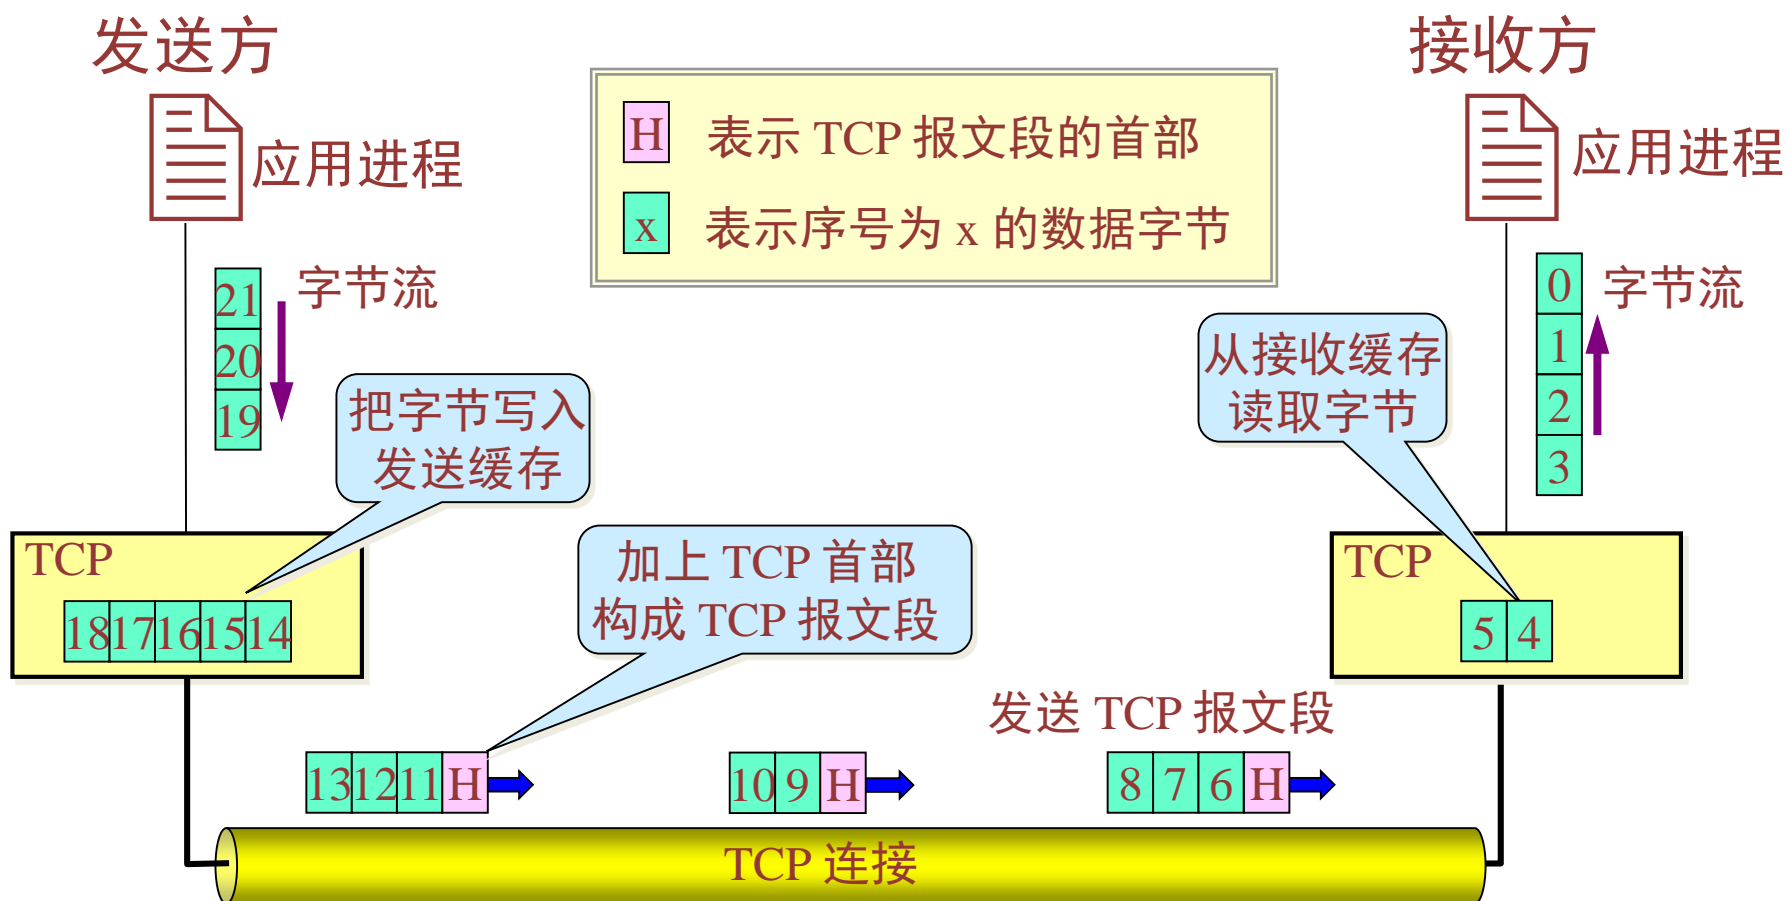 发送方
接收方
应用进程
应用进程
H 表示 TCP 报文段的首部
x 表示序号为 x 的数据字节
21
20
19
字节流
0
1
2
3
字节流
把字节写入
发送缓存
从接收缓存
读取字节
TCP
18 17 16 15 14
加上 TCP 首部
构成 TCP 报文段
TCP
5 4
发送 TCP 报文段
13 12 11 H
10 9 H
8 7 6 H
TCP 连接